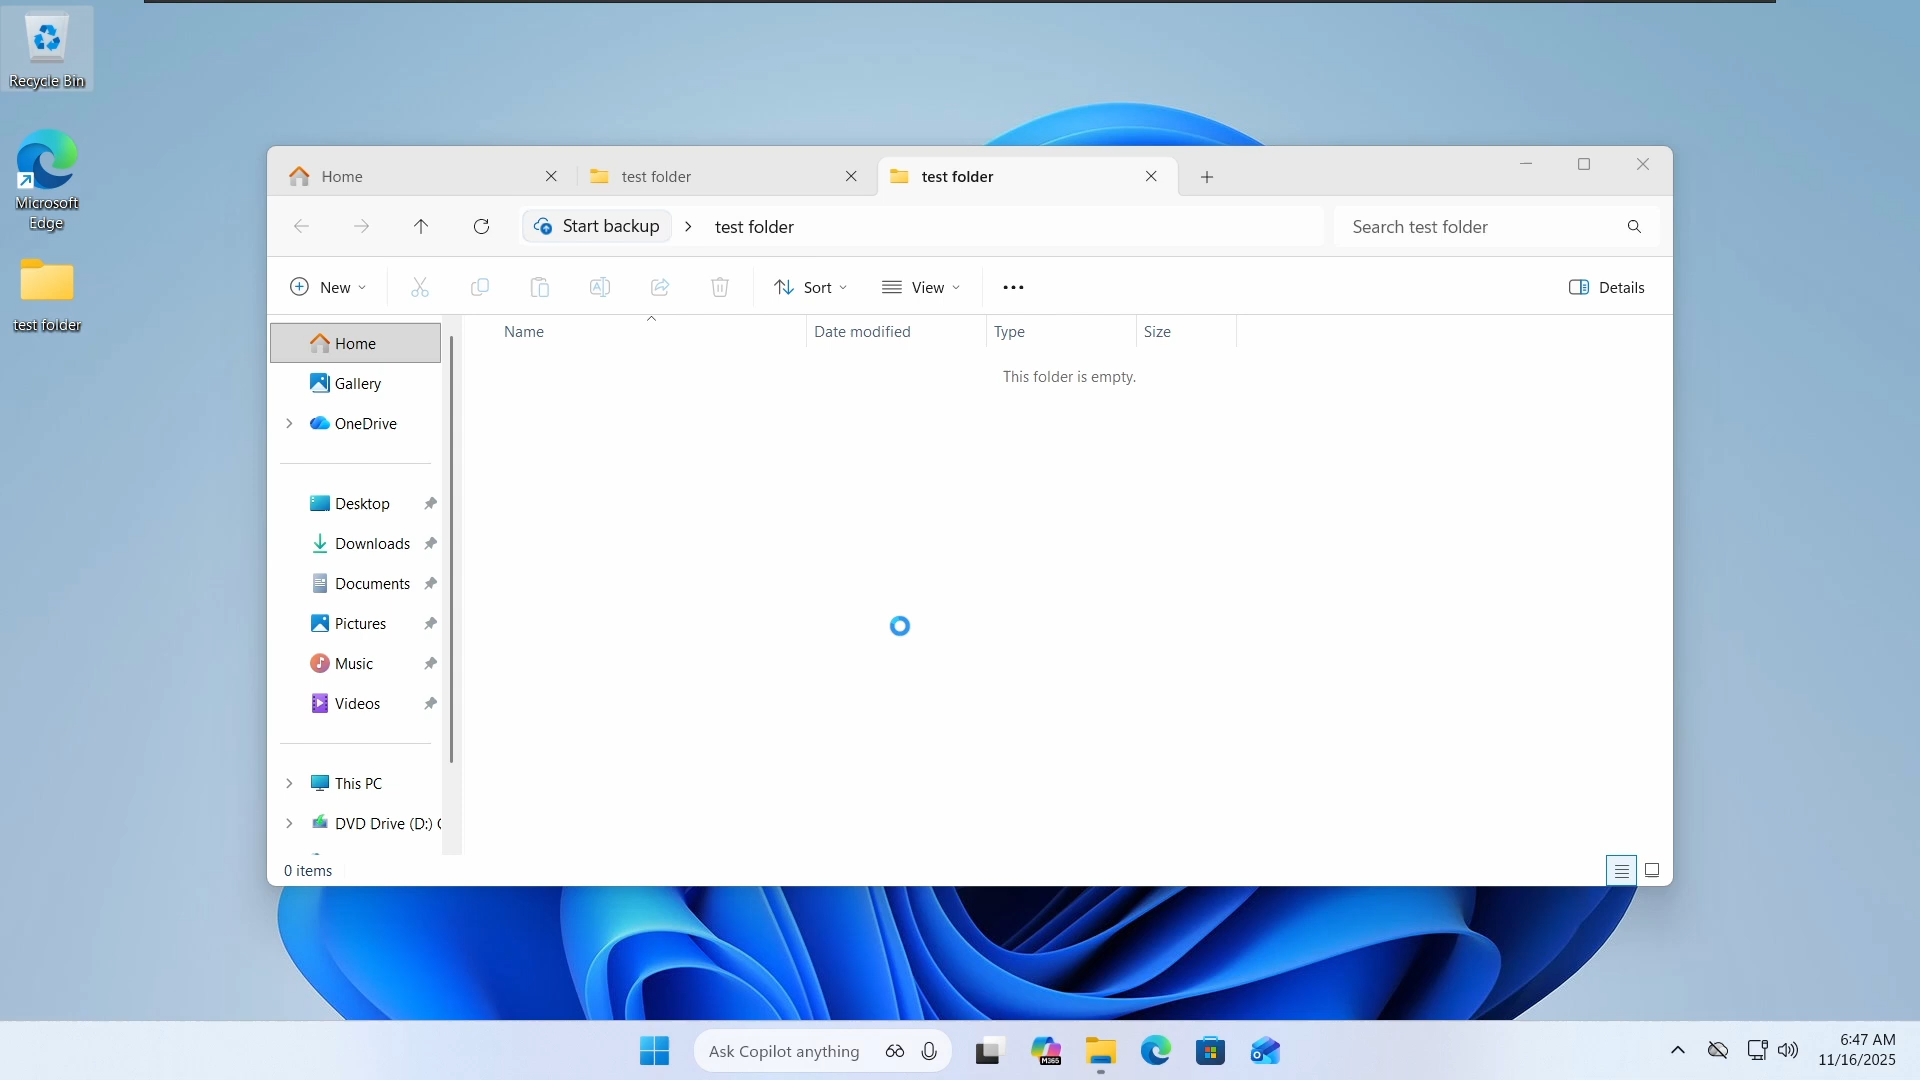 Recycle Bin
Microsoft
Edge
test folder
Home
test folder
test folder
Start backup
test folder
Search test folder
New
Sort
View
Details
Name
Date modified
Type
Size
This folder is empty.
Home
Gallery
OneDrive
Desktop
Downloads
Documents
Pictures
Music
Videos
This PC
DVD Drive (D:)
0 items
Ask Copilot anything
M365
6:47 AM
11/16/2025